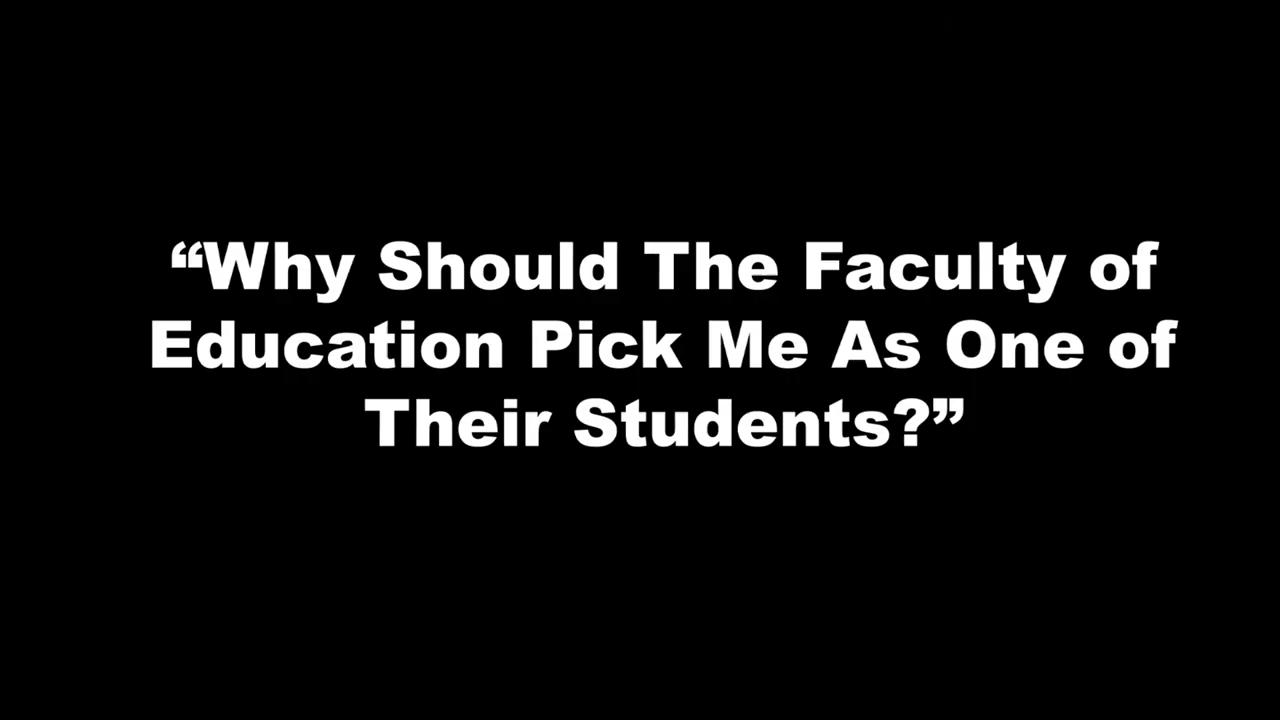 “Why Should The Faculty of
Education Pick Me As One of
Their Students?”